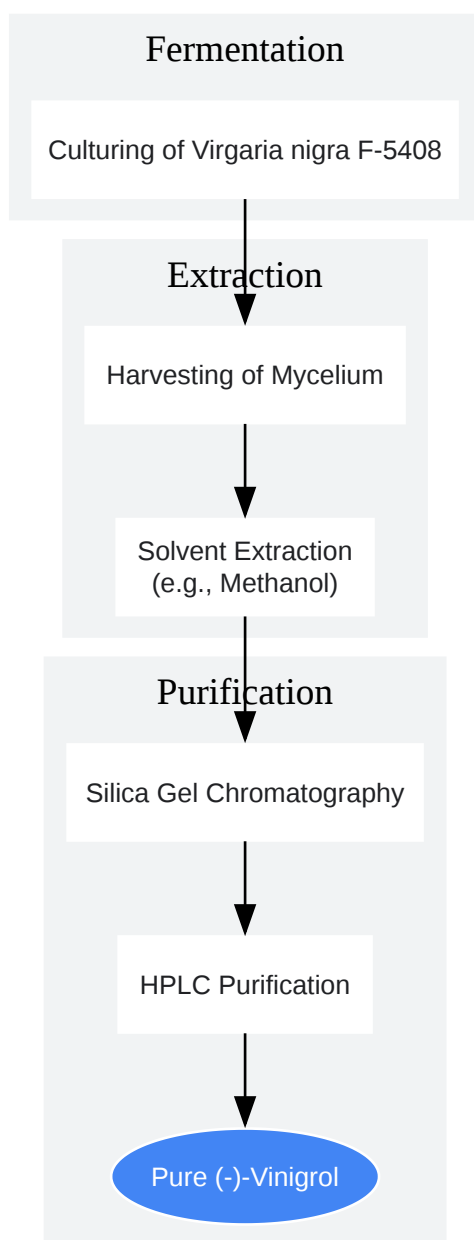 Fermentation
Culturing of Virgaria nigra F-5408
Extraction
Harvesting of Mycelium
Solvent Extraction
(e.g., Methanol)
Purification
Silica Gel Chromatography
HPLC Purification
Pure (-)-Vinigrol